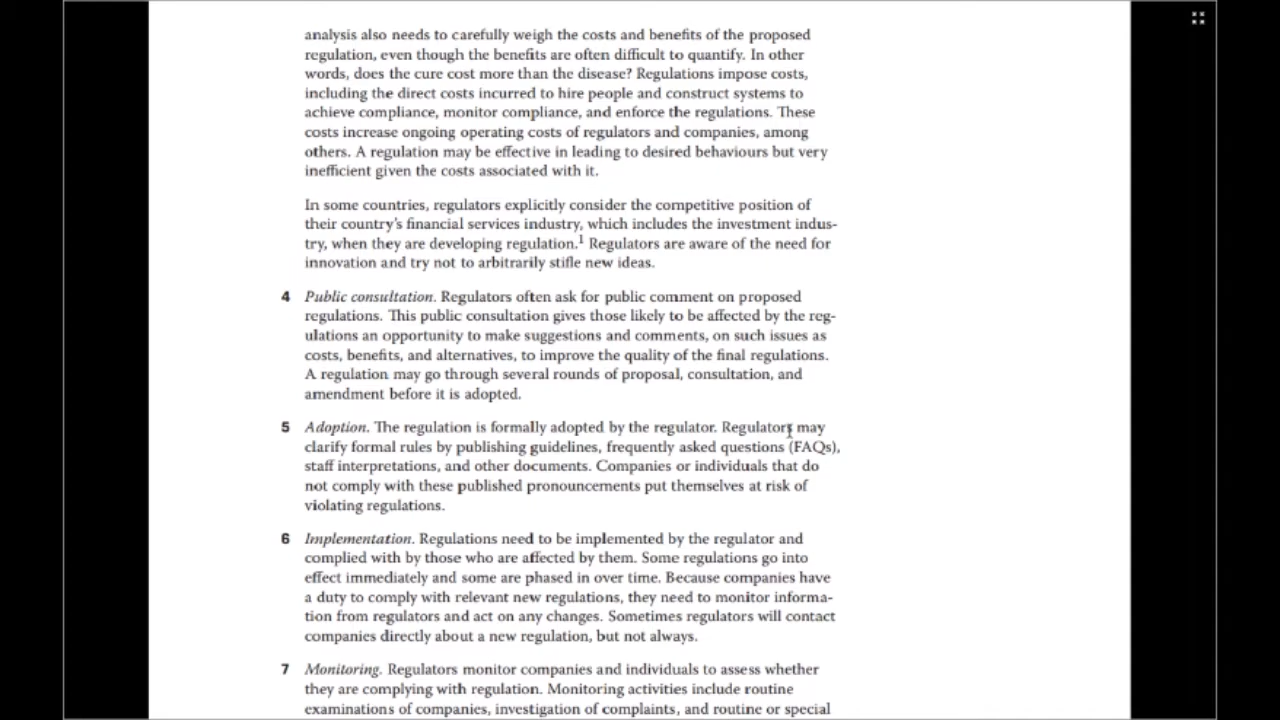 analysis also needs to carefully weigh the costs and benefits of the proposed
regulation, even though the benefits are often difficult to quantify. In other
words, does the cure cost more than the disease? Regulations impose costs,
including the direct costs incurred to hire people and construct systems to
achieve compliance, monitor compliance, and enforce the regulations. These
costs increase ongoing operating costs of regulators and companies, among
others. A regulation may be effective in leading to desired behaviours but very
inefficient given the costs associated with it.
In some countries, regulators explicitly consider the competitive position of
their country's financial services industry, which includes the investment indus-
try, when they are developing regulation.1 Regulators are aware of the need for
innovation and try not to arbitrarily stifle new ideas.
4 Public consultation. Regulators often ask for public comment on proposed
regulations. This public consultation gives those likely to be affected by the reg-
ulations an opportunity to make suggestions and comments, on such issues as
costs, benefits, and alternatives, to improve the quality of the final regulations.
A regulation may go through several rounds of proposal, consultation, and
amendment before it is adopted.
5 Adoption. The regulation is formally adopted by the regulator. Regulators may
clarify formal rules by publishing guidelines, frequently asked questions (FAQs),
staff interpretations, and other documents. Companies or individuals that do
not comply with these published pronouncements put themselves at risk of
violating regulations.
6 Implementation. Regulations need to be implemented by the regulator and
complied with by those who are affected by them. Some regulations go into
effect immediately and some are phased in over time. Because companies have
a duty to comply with relevant new regulations, they need to monitor informa-
tion from regulators and act on any changes. Sometimes regulators will contact
companies directly about a new regulation, but not always.
7 Monitoring. Regulators monitor companies and individuals to assess whether
they are complying with regulation. Monitoring activities include routine
examinations of companies, investigation of complaints, and routine or special